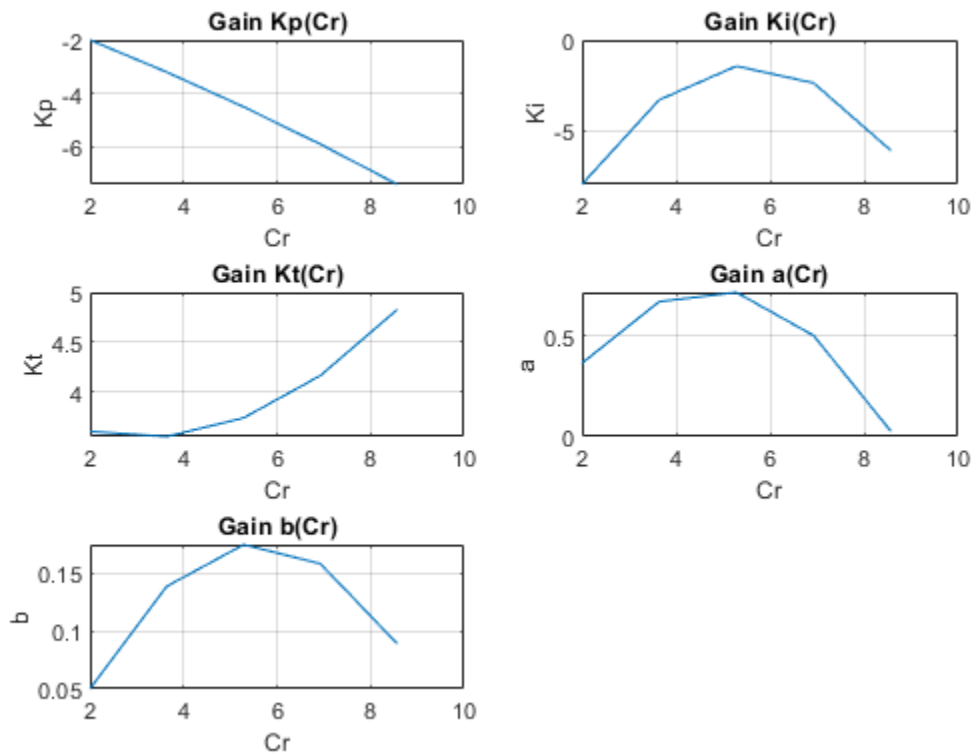 Gain Kp(Cr)
-2
-4
-6
Kp
2 4 6 8 10
Cr
Gain Ki(Cr)
0
-5
Ki
2 4 6 8 10
Cr
Gain Kt(Cr)
5
4.5
4
Kt
2 4 6 8 10
Cr
Gain a(Cr)
0.5
0
a
2 4 6 8 10
Cr
Gain b(Cr)
0.15
0.1
0.05
b
2 4 6 8 10
Cr